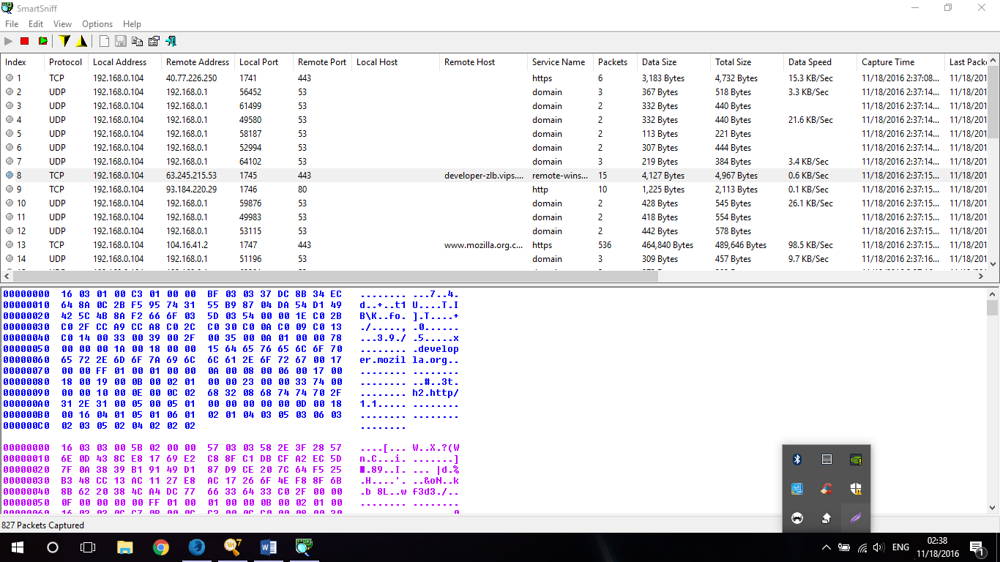 SmartSniff
File Edit View Options Help
Index Protocol Local Address Remote Address Local Port Remote Port Local Host Remote Host Service Name Packets Data Size Total Size Data Speed Capture Time Last Packe
1 TCP 192.168.0.104 40.77.226.250 1741 443 https 6 3,183 Bytes 4,732 Bytes 15.3 KB/Sec 11/18/2016 2:37:08... 11/18/201
2 UDP 192.168.0.104 192.168.0.1 56452 53 domain 3 367 Bytes 518 Bytes 3.3 KB/Sec 11/18/2016 2:37:14... 11/18/201
3 UDP 192.168.0.104 192.168.0.1 61499 53 domain 2 332 Bytes 440 Bytes 11/18/2016 2:37:14... 11/18/201
4 UDP 192.168.0.104 192.168.0.1 49580 53 domain 2 332 Bytes 440 Bytes 21.6 KB/Sec 11/18/2016 2:37:14... 11/18/201
5 UDP 192.168.0.104 192.168.0.1 58187 53 domain 2 113 Bytes 221 Bytes 11/18/2016 2:37:14... 11/18/201
6 UDP 192.168.0.104 192.168.0.1 52994 53 domain 2 307 Bytes 444 Bytes 11/18/2016 2:37:14... 11/18/201
7 UDP 192.168.0.104 192.168.0.1 64102 53 domain 3 219 Bytes 384 Bytes 3.4 KB/Sec 11/18/2016 2:37:14... 11/18/201
8 TCP 192.168.0.104 63.245.215.53 1745 443 developer-zlb.vips.... remote-wins... 15 4,127 Bytes 4,967 Bytes 0.6 KB/Sec 11/18/2016 2:37:15... 11/18/201
9 TCP 192.168.0.104 93.184.220.29 1746 80 http 10 1,225 Bytes 2,113 Bytes 0.1 KB/Sec 11/18/2016 2:37:15... 11/18/201
10 UDP 192.168.0.104 192.168.0.1 59876 53 domain 2 428 Bytes 545 Bytes 26.1 KB/Sec 11/18/2016 2:37:15... 11/18/201
11 UDP 192.168.0.104 192.168.0.1 49983 53 domain 2 418 Bytes 554 Bytes 11/18/2016 2:37:15... 11/18/201
12 UDP 192.168.0.104 192.168.0.1 53115 53 domain 2 442 Bytes 578 Bytes 11/18/2016 2:37:15... 11/18/201
13 TCP 192.168.0.104 104.16.41.2 1747 443 www.mozilla.org.c... https 536 464,840 Bytes 489,646 Bytes 98.5 KB/Sec 11/18/2016 2:37:15... 11/18/201
14 UDP 192.168.0.104 192.168.0.1 51196 53 domain 3 309 Bytes 457 Bytes 9.7 KB/Sec 11/18/2016 2:37:16... 11/18/201
00000000 16 03 01 00 C3 01 00 00 BF 03 03 37 DC 8B 34 EC ........ ...7..4.
00000010 64 8A 0C 2B F5 95 74 31 55 B9 87 04 DA 54 D1 49 d..+..t1 U....T.I
00000020 42 5C 4B 8A F2 66 6F 03 5D 03 54 00 00 1E C0 2B B\K..fo. ].T....+
00000030 C0 2F CC A9 CC A8 C0 2C C0 30 C0 0A C0 09 C0 13 ./....., .0......
00000040 C0 14 00 33 00 39 00 2F 00 35 00 0A 01 00 00 78 ...3.9./ .5.....x
00000050 00 00 00 1A 00 18 00 00 15 64 65 76 65 6C 6F 70 ........ .develop
00000060 65 72 2E 6D 6F 7A 69 6C 6C 61 2E 6F 72 67 00 17 er.mozil la.org..
00000070 00 00 FF 01 00 01 00 00 0A 00 08 00 06 00 17 00 ........ ........
00000080 18 00 19 00 0B 00 02 01 00 00 23 00 00 33 74 00 ........ ..#..3t.
00000090 00 00 10 00 0E 00 0C 02 68 32 08 68 74 74 70 2F ........ h2.http/
000000A0 31 2E 31 00 05 00 05 01 00 00 00 00 00 0D 00 18 1.1..... ........
000000B0 00 16 04 01 05 01 06 01 02 01 04 03 05 03 06 03 ........ ........
000000C0 02 03 05 02 04 02 02 02 ........
00000000 16 03 03 00 5B 02 00 00 57 03 03 58 2E 3F 28 57 ....[... W..X.?(W
00000010 6E 0D 43 8C E8 17 69 E2 C8 8F C1 DB CF A2 EC 5D n.C...i. .......]
00000020 7F 0A 38 39 B1 91 49 D1 87 D9 CE 20 7C 64 F5 25 .89..I. ... |d.%
00000030 B3 48 CC 13 AC 11 27 E8 AC 17 26 6F 4E F8 8F 6B .H....'. ..&oN..k
00000040 8B 62 20 38 4C A4 DC 77 66 33 64 33 C0 2F 00 00 .b 8L..w f3d3./..
00000050 0F 00 00 00 00 FF 01 00 01 00 00 0B 00 02 01 00 ........ ........
827 Packets Captured
ENG
02:38
11/18/2016
1